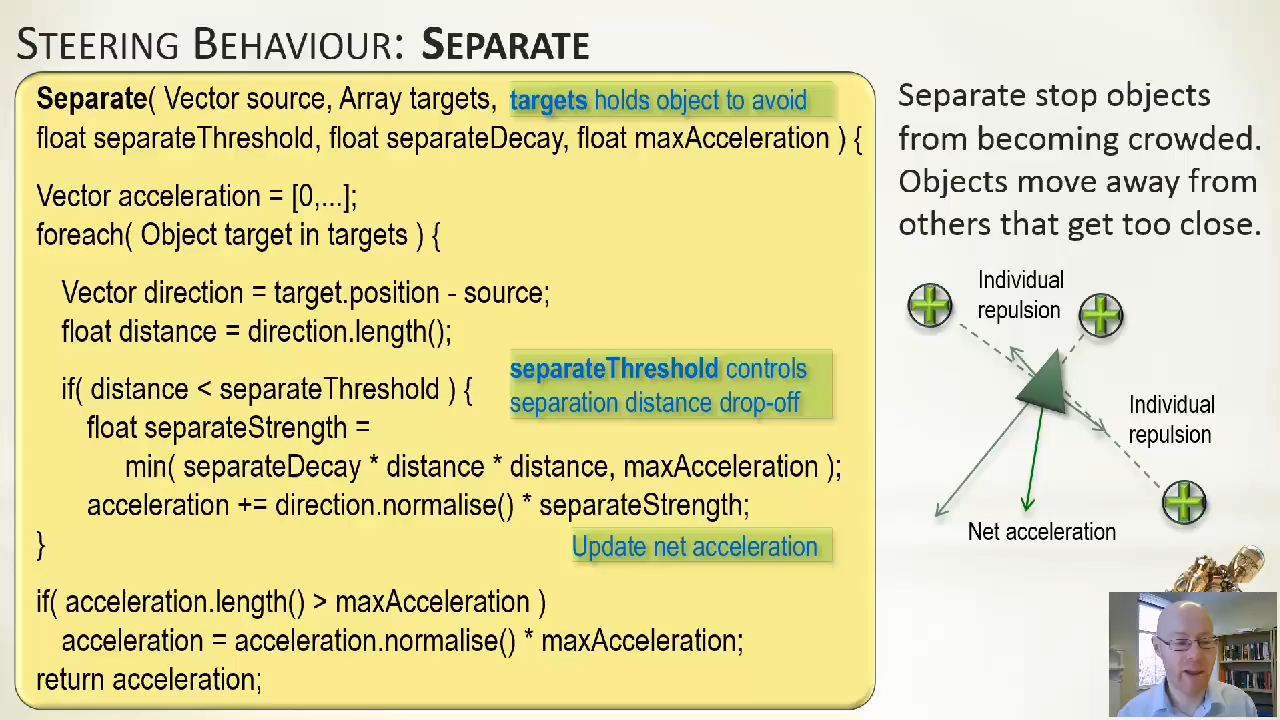 STEERING BEHAVIOUR: SEPARATE
Separate( Vector source, Array targets,
targets holds object to avoid
float separateThreshold, float separateDecay, float maxAcceleration ) {
Vector acceleration = [0,...];
foreach( Object target in targets ) {
Vector direction = target.position - source;
float distance = direction.length();
if( distance < separateThreshold ) {
separateThreshold controls
separation distance drop-off
float separateStrength =
min( separateDecay * distance * distance, maxAcceleration );
acceleration += direction.normalise() * separateStrength;
}
Update net acceleration
if( acceleration.length() > maxAcceleration )
acceleration = acceleration.normalise() * maxAcceleration;
return acceleration;
Separate stop objects
from becoming crowded.
Objects move away from
others that get too close.
Individual
repulsion
Individual
repulsion
Net acceleration